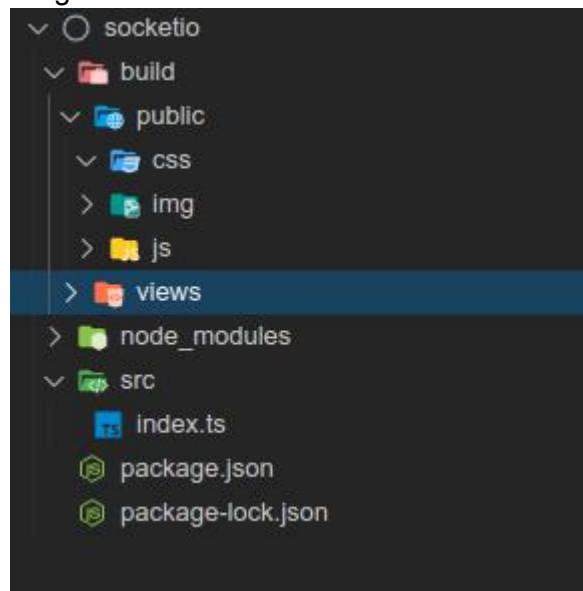 socketio
build
public
css
img
js
views
node_modules
src
index.ts
package.json
package-lock.json